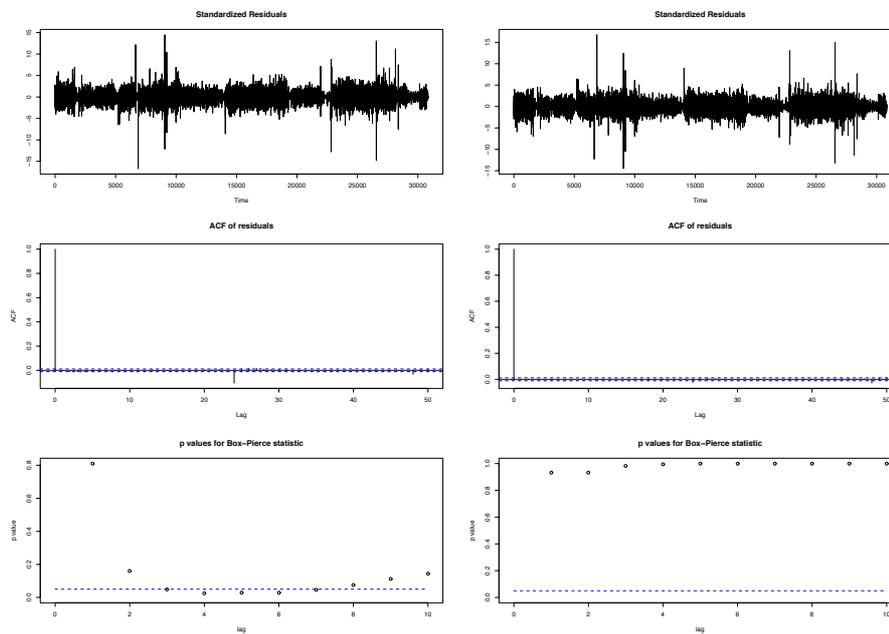 Standardized Residuals
15
10
5
0
−5
−10
−15
0 5000 10000 15000 20000 25000 30000
Time
ACF of residuals
1.0
0.8
0.6
0.4
0.2
0.0
ACF
0 10 20 30 40 50
Lag
p values for Box−Pierce statistic
0.8
0.6
0.4
0.2
0.0
p value
0 2 4 6 8 10
lag
Standardized Residuals
15
10
5
0
−5
−10
−15
0 5000 10000 15000 20000 25000 30000
Time
ACF of residuals
1.0
0.8
0.6
0.4
0.2
0.0
ACF
0 10 20 30 40 50
Lag
p values for Box−Pierce statistic
1.0
0.8
0.6
0.4
0.2
0.0
p value
0 2 4 6 8 10
lag